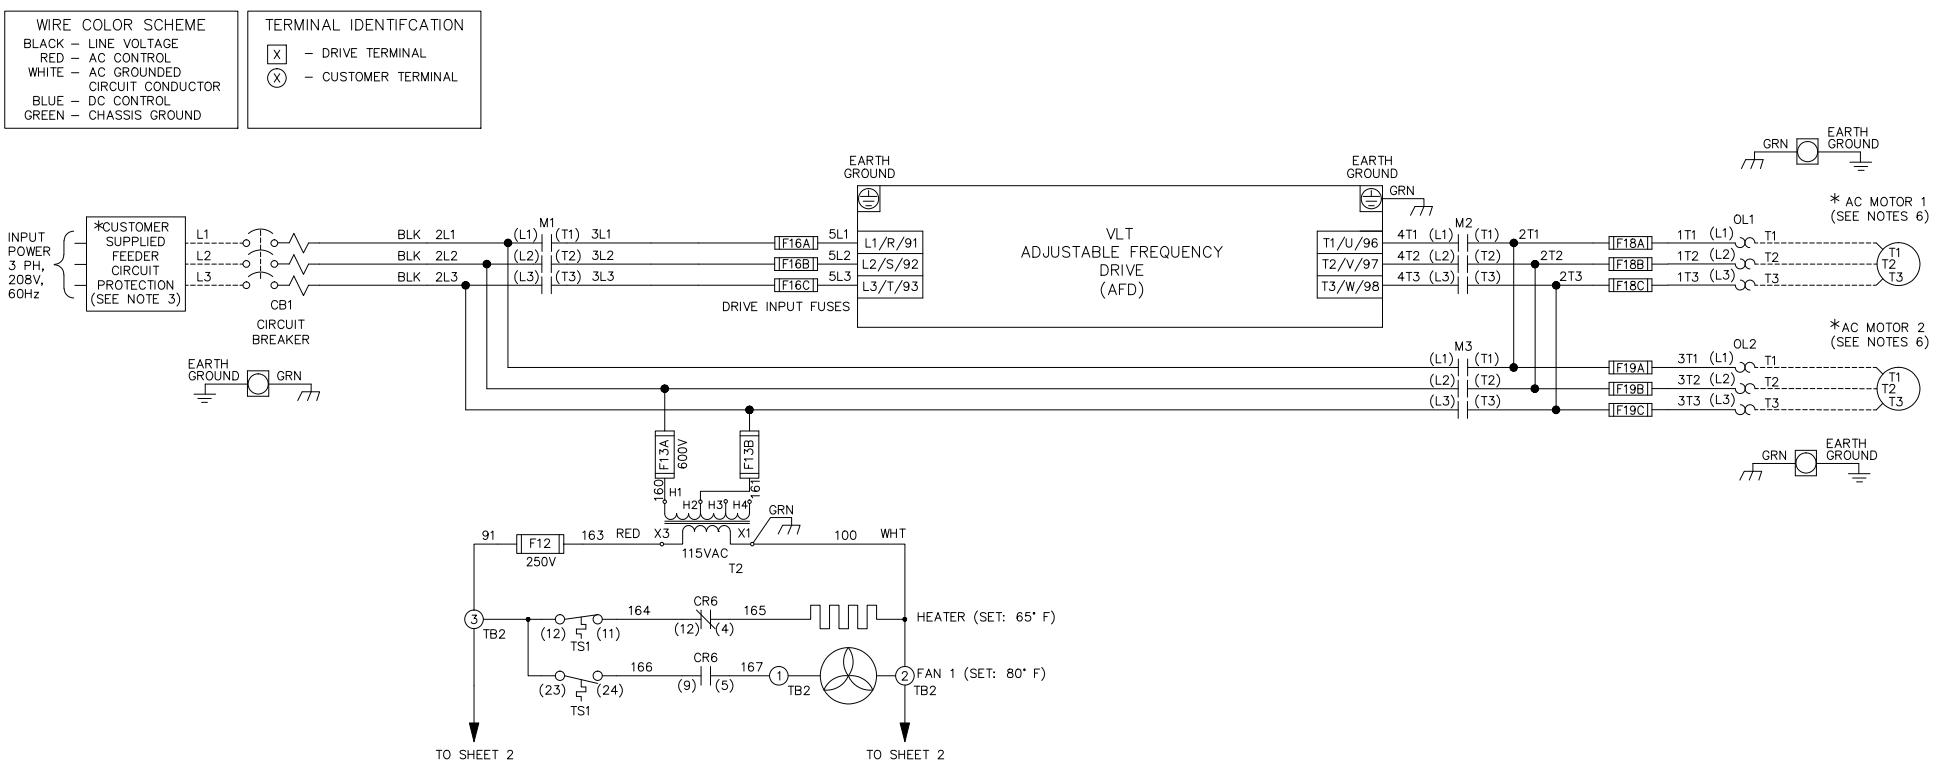 WIRE COLOR SCHEME
BLACK – LINE VOLTAGE
RED – AC CONTROL
WHITE – AC GROUNDED
CIRCUIT CONDUCTOR
BLUE – DC CONTROL
GREEN – CHASSIS GROUND
TERMINAL IDENTIFCATION
X – DRIVE TERMINAL
X – CUSTOMER TERMINAL
INPUT
POWER
3 PH,
208V,
60Hz
*CUSTOMER
SUPPLIED
FEEDER
CIRCUIT
PROTECTION
(SEE NOTE 3)
L1
L2
L3
CB1
CIRCUIT
BREAKER
BLK 2L1
BLK 2L2
BLK 2L3
M1
(L1) (T1) 3L1
(L2) (T2) 3L2
(L3) (T3) 3L3
F16A
F16B
F16C
5L1
5L2
5L3
DRIVE INPUT FUSES
EARTH
GROUND
L1/R/91
L2/S/92
L3/T/93
VLT
ADJUSTABLE FREQUENCY
DRIVE
(AFD)
EARTH
GROUND
GRN
T1/U/96
T2/V/97
T3/W/98
M2
4T1 (L1) (T1) 2T1
4T2 (L2) (T2) 2T2
4T3 (L3) (T3) 2T3
F18A
F18B
F18C
OL1
1T1 (L1) T1
1T2 (L2) T2
1T3 (L3) T3
GRN
EARTH
GROUND
* AC MOTOR 1
(SEE NOTES 6)
T1
T2
T3
M3
(L1) (T1)
(L2) (T2)
(L3) (T3)
F19A
F19B
F19C
OL2
3T1 (L1) T1
3T2 (L2) T2
3T3 (L3) T3
*AC MOTOR 2
(SEE NOTES 6)
T1
T2
T3
GRN
EARTH
GROUND
EARTH
GROUND
GRN
F13A
600V
F13B
160
161
H1
H2
H3
H4
GRN
91
F12
250V
163 RED X3
115VAC
X1
T2
100 WHT
3
TB2
(12) (11)
TS1
164
CR6
(12) (4)
165
HEATER (SET: 65° F)
(23) (24)
TS1
166
CR6
(9) (5)
167
1
TB2
2
TB2
FAN 1 (SET: 80° F)
TO SHEET 2
TO SHEET 2